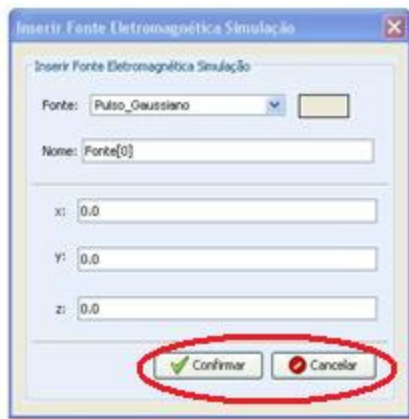 Inserir Fonte Eletromagnética Simulação
Inserir Fonte Eletromagnética Simulação
Fonte: Pulso_Gaussiano
Nome: Fonte[0]
x: 0.0
y: 0.0
z: 0.0
Confirmar Cancelar